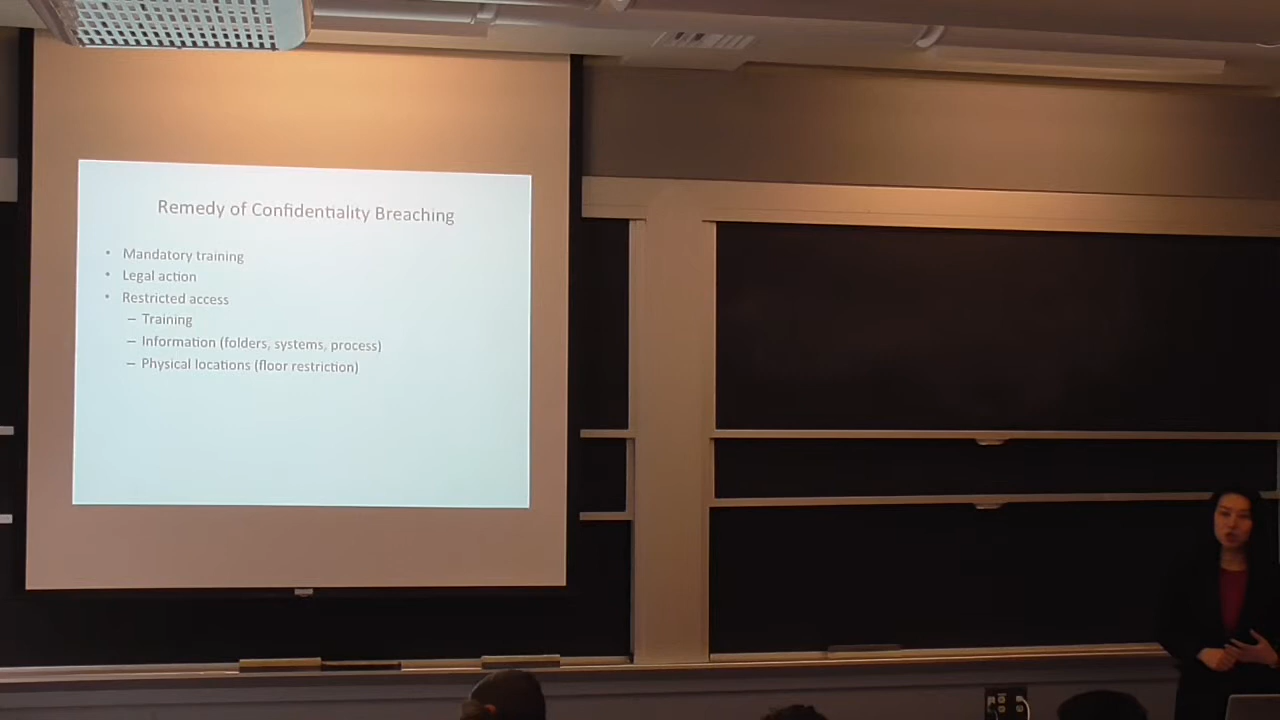 Remedy of Confidentiality Breaching
• Mandatory training
• Legal action
• Restricted access
– Training
– Information (folders, systems, process)
– Physical locations (floor restriction)